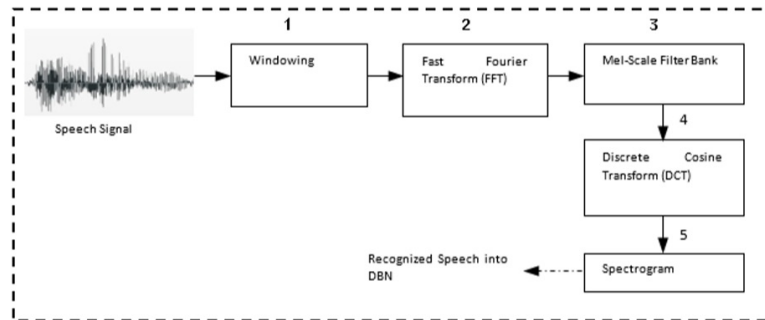 1
2
3
Windowing
Fast Fourier
Transform (FFT)
Mel-Scale Filter Bank
Speech Signal
4
Discrete Cosine
Transform (DCT)
5
Recognized Speech into
DBN
Spectrogram